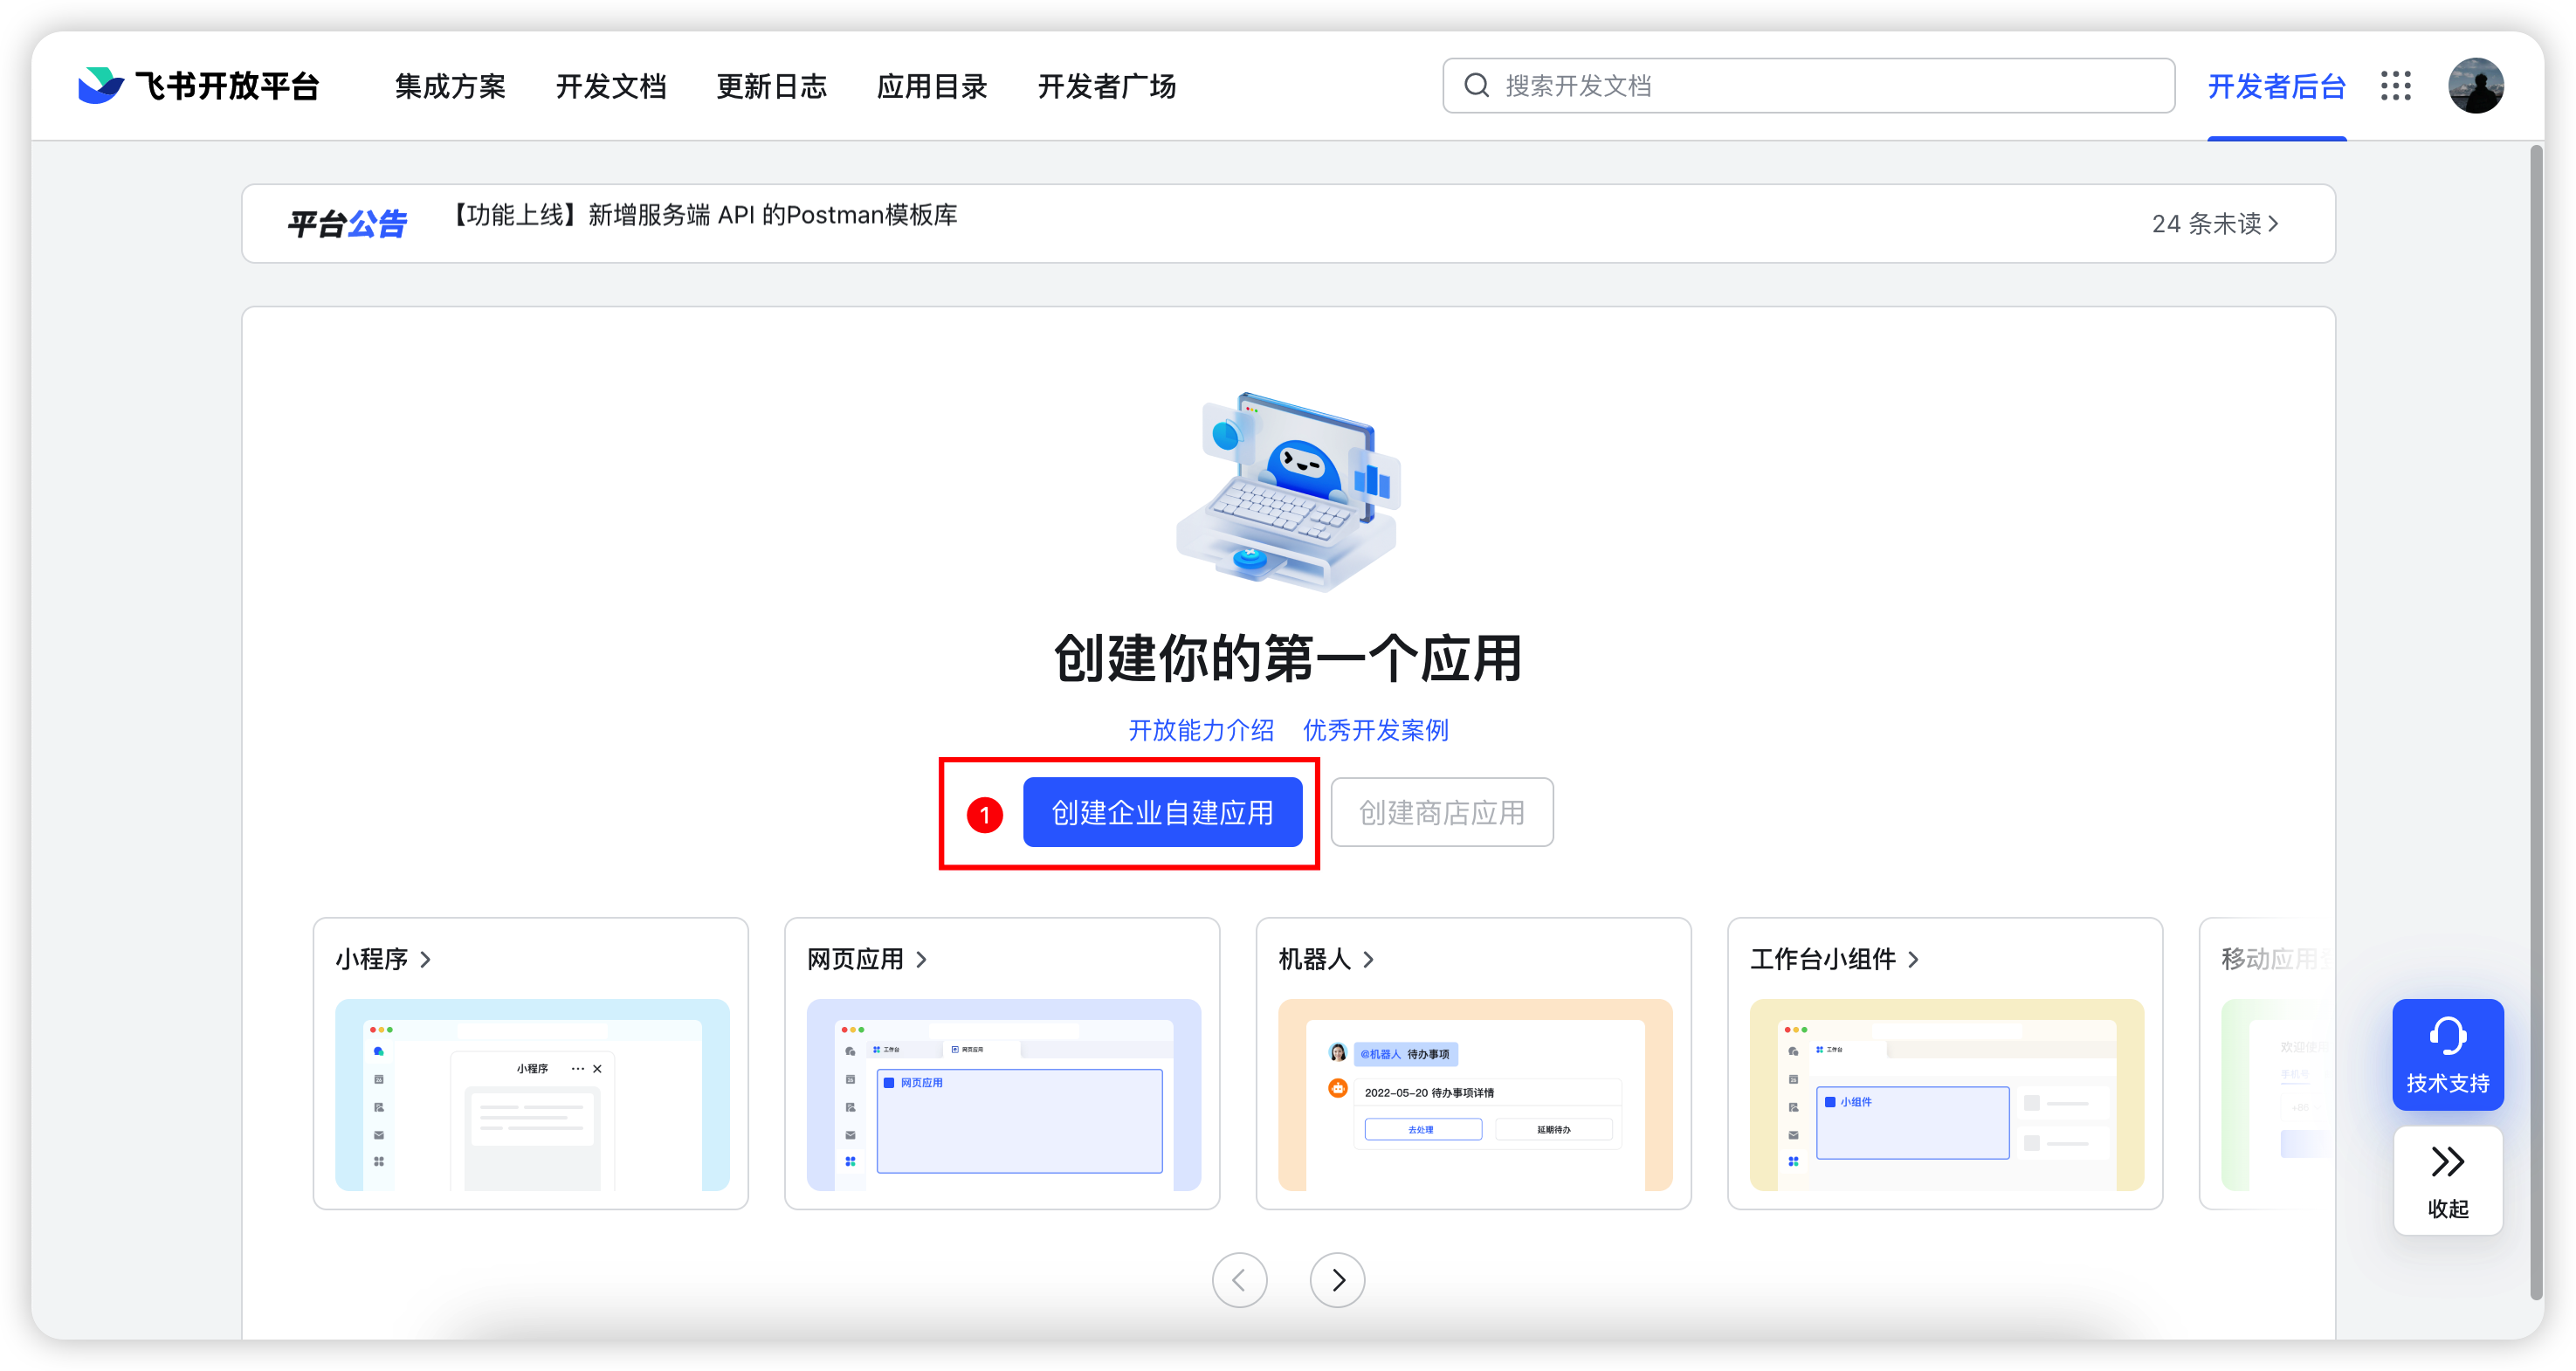 飞书开放平台 集成方案 开发文档 更新日志 应用目录 开发者广场 搜索开发文档 开发者后台
平台公告 【功能上线】新增服务端 API 的Postman模板库 24 条未读
创建你的第一个应用
开放能力介绍 优秀开发案例
1 创建企业自建应用 创建商店应用
小程序 网页应用 机器人 工作台小组件 移动应用
小程序
工作台 网页应用
网页应用
@机器人 待办事项
2022-05-20 待办事项详情
去处理 延期待办
工作台
小组件
欢迎使用
手机号
+86
技术支持
收起